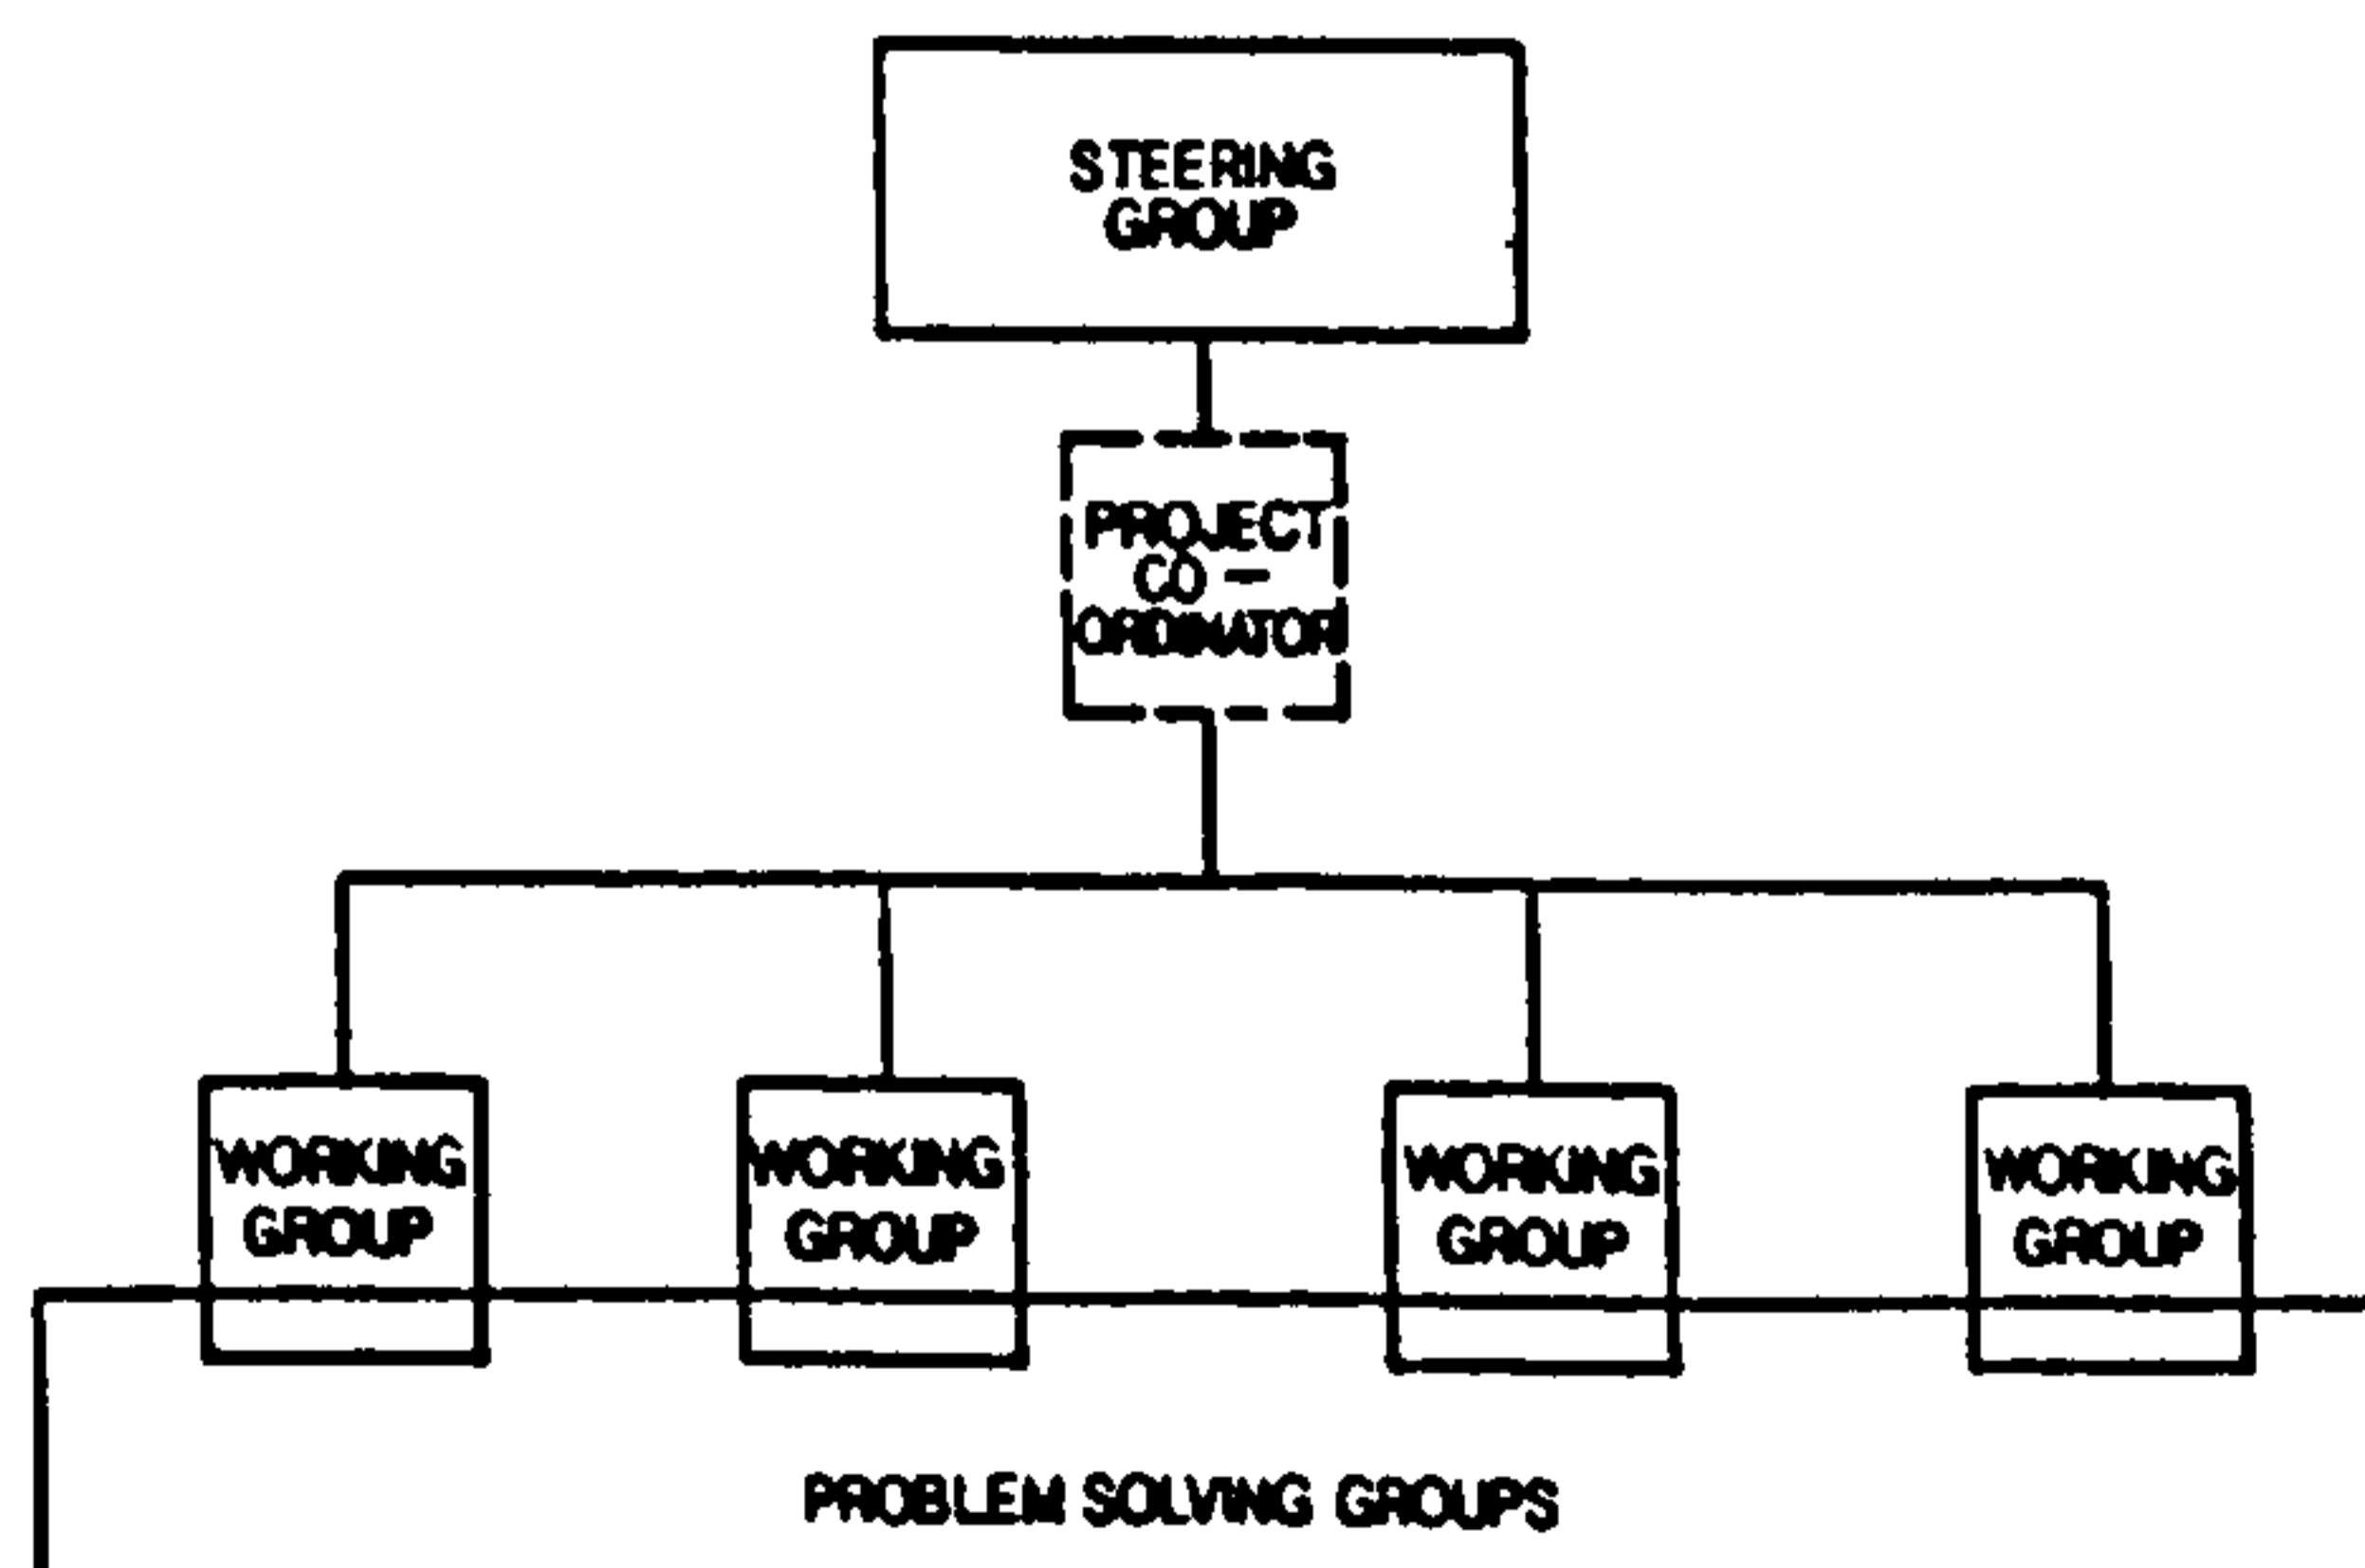 STEERING
GROUP
PROJECT
CO -
ORDINATOR
WORKING
GROUP
WORKING
GROUP
WORKING
GROUP
WORKING
GROUP
PROBLEM SOLVING GROUPS